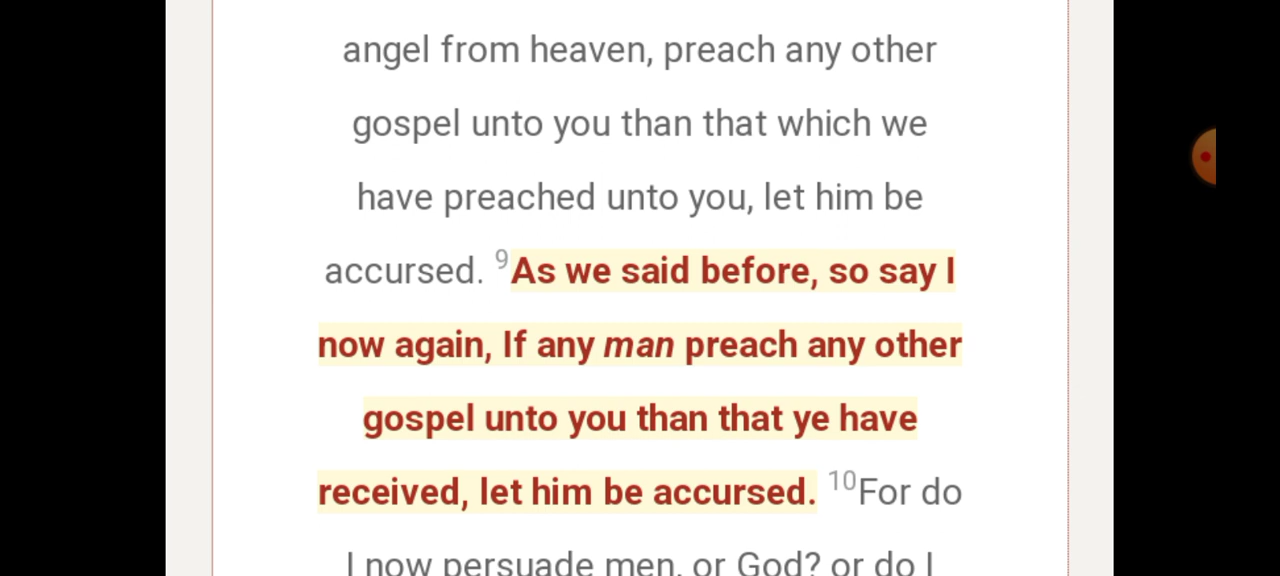 angel from heaven, preach any other
gospel unto you than that which we
have preached unto you, let him be
accursed. 9As we said before, so say I
now again, If any man preach any other
gospel unto you than that ye have
received, let him be accursed. 10For do
I now persuade men, or God? or do I